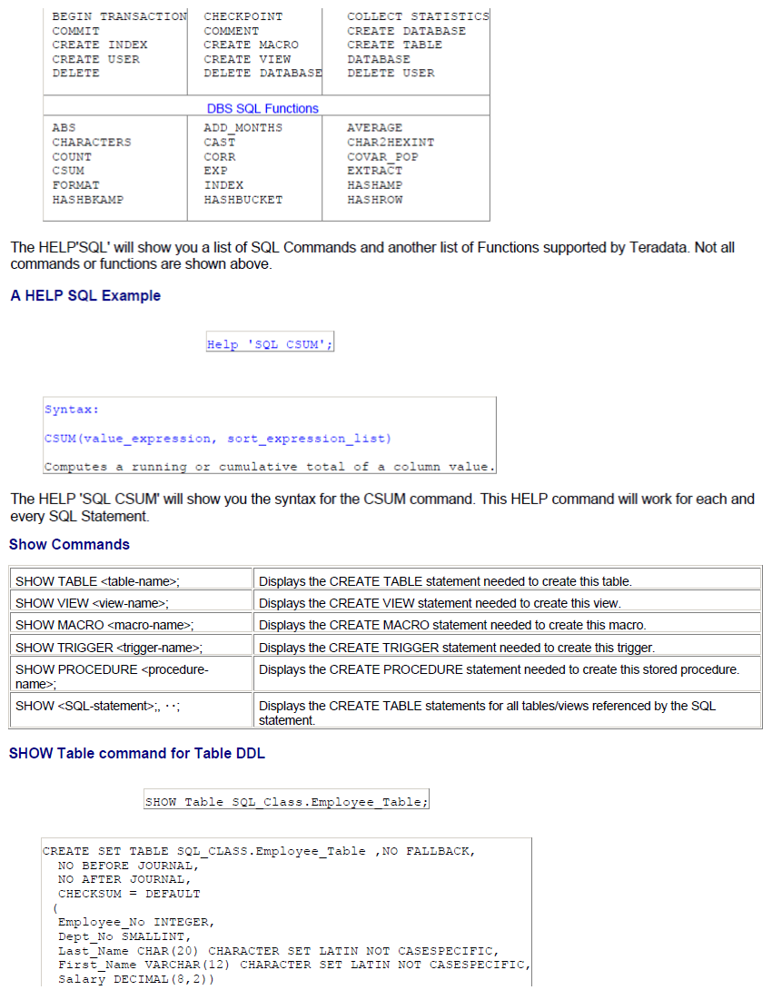 BEGIN TRANSACTION CHECKPOINT COLLECT STATISTICS
COMMIT COMMENT CREATE DATABASE
CREATE INDEX CREATE MACRO CREATE TABLE
CREATE USER CREATE VIEW DATABASE
DELETE DELETE DATABASE DELETE USER
DBS SQL Functions
ABS ADD_MONTHS AVERAGE
CHARACTERS CAST CHAR2HEXINT
COUNT CORR COVAR_POP
CSUM EXP EXTRACT
FORMAT INDEX HASHAMP
HASHBKAMP HASHBUCKET HASHROW
The HELP'SQL' will show you a list of SQL Commands and another list of Functions supported by Teradata. Not all
commands or functions are shown above.
A HELP SQL Example
Help 'SQL CSUM';
Syntax:
CSUM(value_expression, sort_expression_list)
Computes a running or cumulative total of a column value.
The HELP 'SQL CSUM' will show you the syntax for the CSUM command. This HELP command will work for each and
every SQL Statement.
Show Commands
SHOW TABLE <table-name>; Displays the CREATE TABLE statement needed to create this table.
SHOW VIEW <view-name>; Displays the CREATE VIEW statement needed to create this view.
SHOW MACRO <macro-name>; Displays the CREATE MACRO statement needed to create this macro.
SHOW TRIGGER <trigger-name>; Displays the CREATE TRIGGER statement needed to create this trigger.
SHOW PROCEDURE <procedure- Displays the CREATE PROCEDURE statement needed to create this stored procedure.
name>;
SHOW <SQL-statement>;, ··; Displays the CREATE TABLE statements for all tables/views referenced by the SQL
statement.
SHOW Table command for Table DDL
SHOW Table SQL_Class.Employee_Table;
CREATE SET TABLE SQL_CLASS.Employee_Table ,NO FALLBACK,
NO BEFORE JOURNAL,
NO AFTER JOURNAL,
CHECKSUM = DEFAULT
(
Employee_No INTEGER,
Dept_No SMALLINT,
Last_Name CHAR(20) CHARACTER SET LATIN NOT CASESPECIFIC,
First_Name VARCHAR(12) CHARACTER SET LATIN NOT CASESPECIFIC,
Salary DECIMAL(8,2))